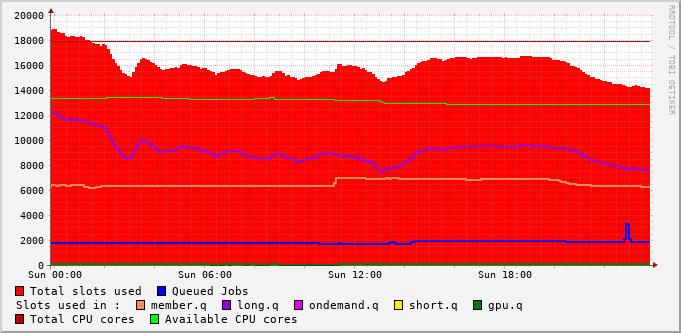 RRDTOOL / TOBI OETIKER
20000
18000
16000
14000
12000
10000
8000
6000
4000
2000
0
Sun 00:00 Sun 06:00 Sun 12:00 Sun 18:00
Total slots used Queued Jobs
Slots used in : member.q long.q ondemand.q short.q gpu.q
Total CPU cores Available CPU cores